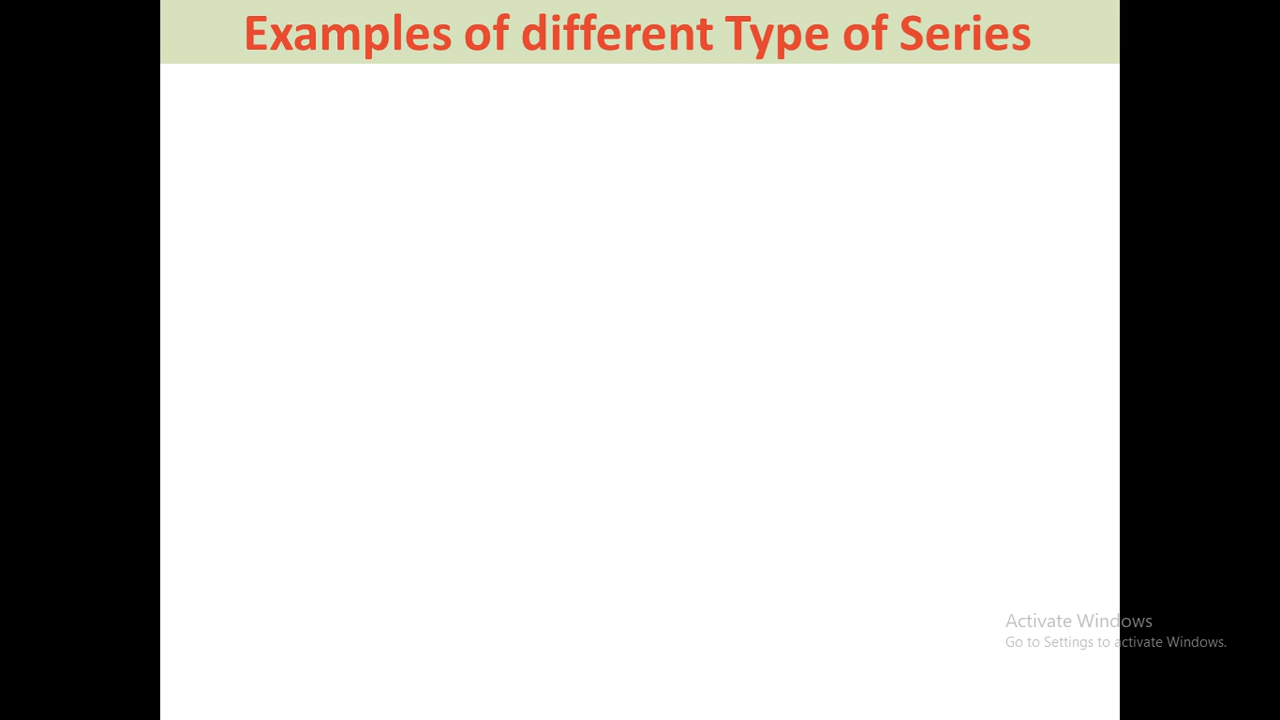 Examples of different Type of Series
Activate Windows
Go to Settings to activate Windows.